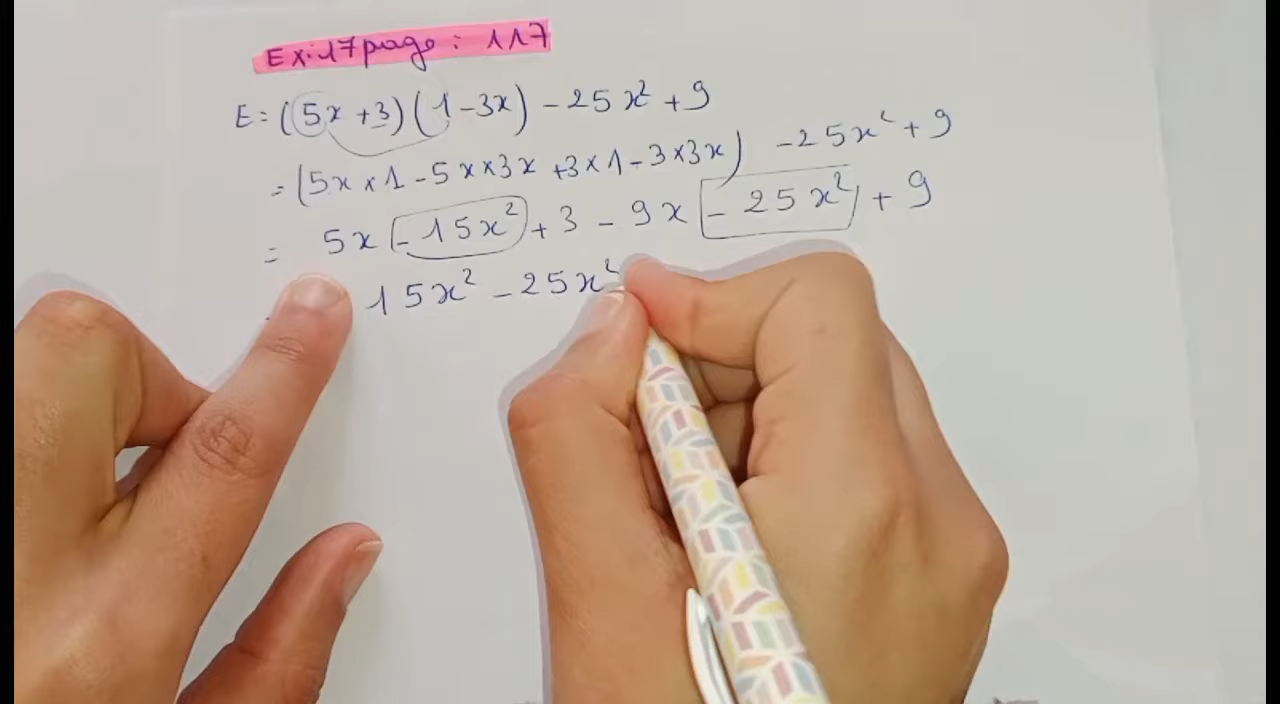 Ex:17 page: 117
E = (5x + 3)(1 - 3x) - 25x² + 9
= (5x × 1 - 5x × 3x + 3 × 1 - 3 × 3x) - 25x² + 9
= 5x - 15x² + 3 - 9x - 25x² + 9
15x² - 25x²